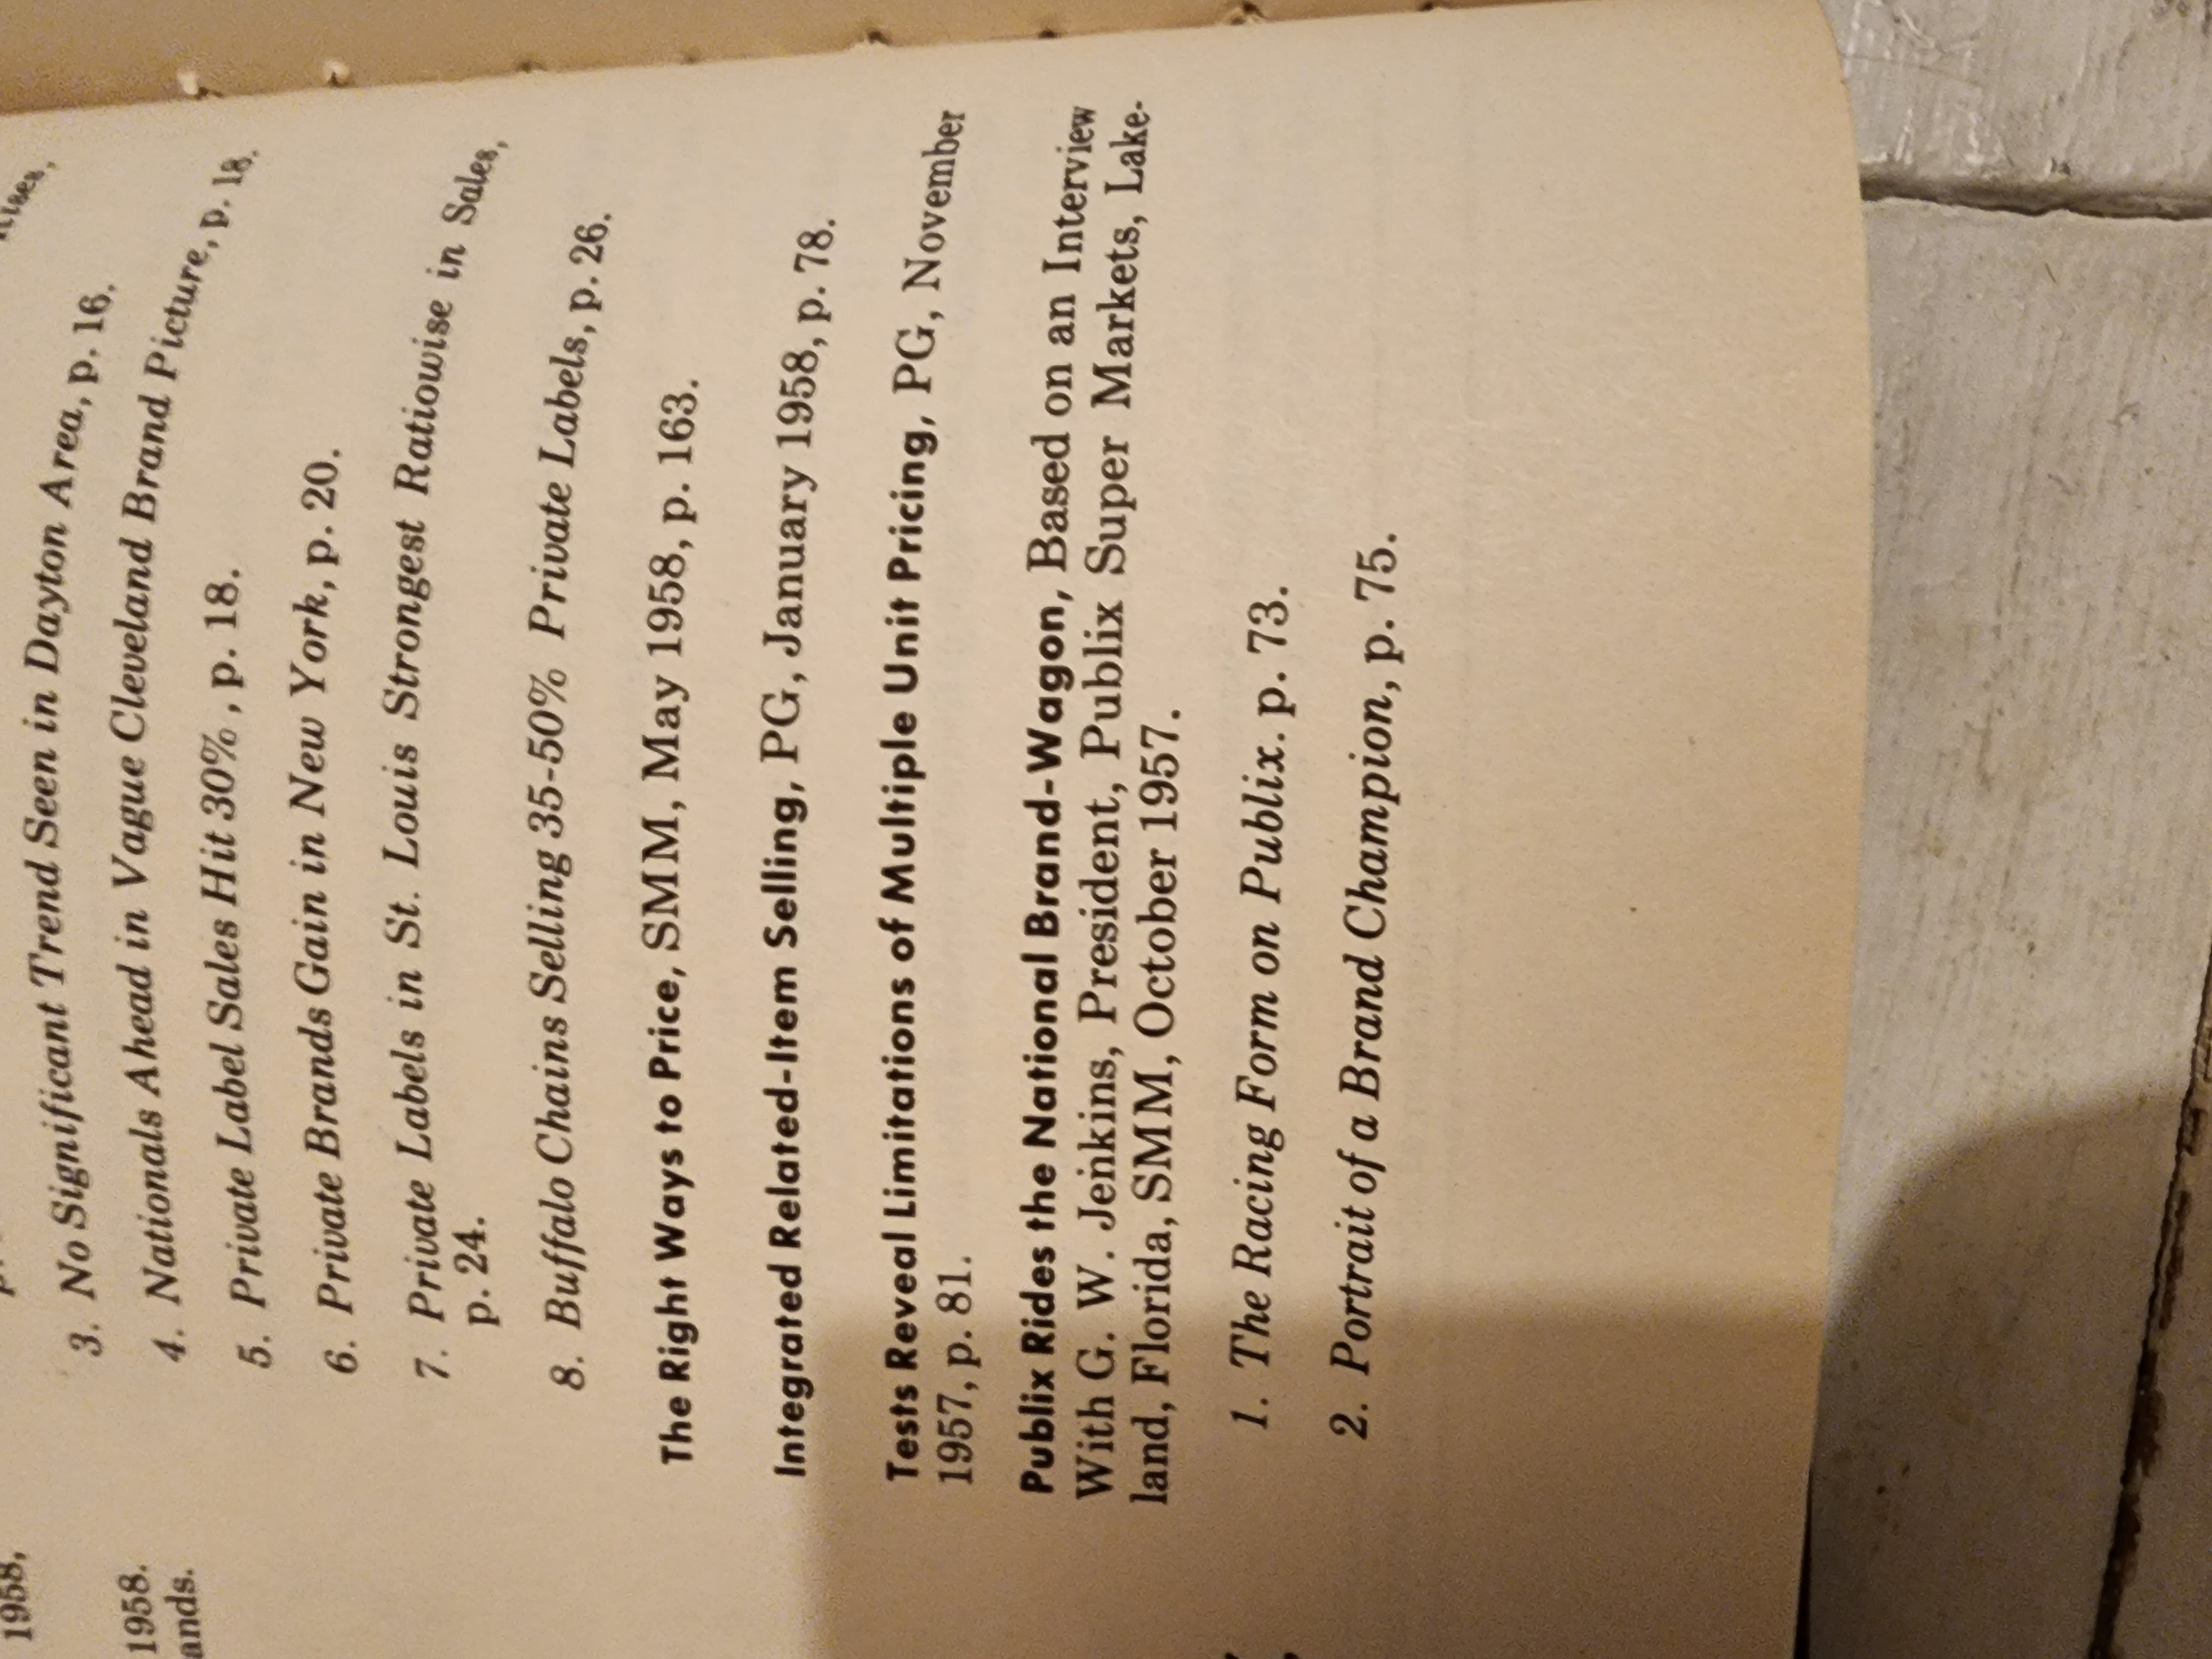 1958,
1958.
ands.
3. No Significant Trend Seen in Dayton Area, p. 16.
4. Nationals Ahead in Vague Cleveland Brand Picture, p. 18.
5. Private Label Sales Hit 30%, p. 18.
6. Private Brands Gain in New York, p. 20.
7. Private Labels in St. Louis Strongest Ratiowise in Sales,
p. 24.
8. Buffalo Chains Selling 35-50% Private Labels, p. 26.
The Right Ways to Price, SMM, May 1958, p. 163.
Integrated Related-Item Selling, PG, January 1958, p. 78.
Tests Reveal Limitations of Multiple Unit Pricing, PG, November
1957, p. 81.
Publix Rides the National Brand-Wagon, Based on an Interview
With G. W. Jenkins, President, Publix Super Markets, Lake-
land, Florida, SMM, October 1957.
1. The Racing Form on Publix. p. 73.
2. Portrait of a Brand Champion, p. 75.